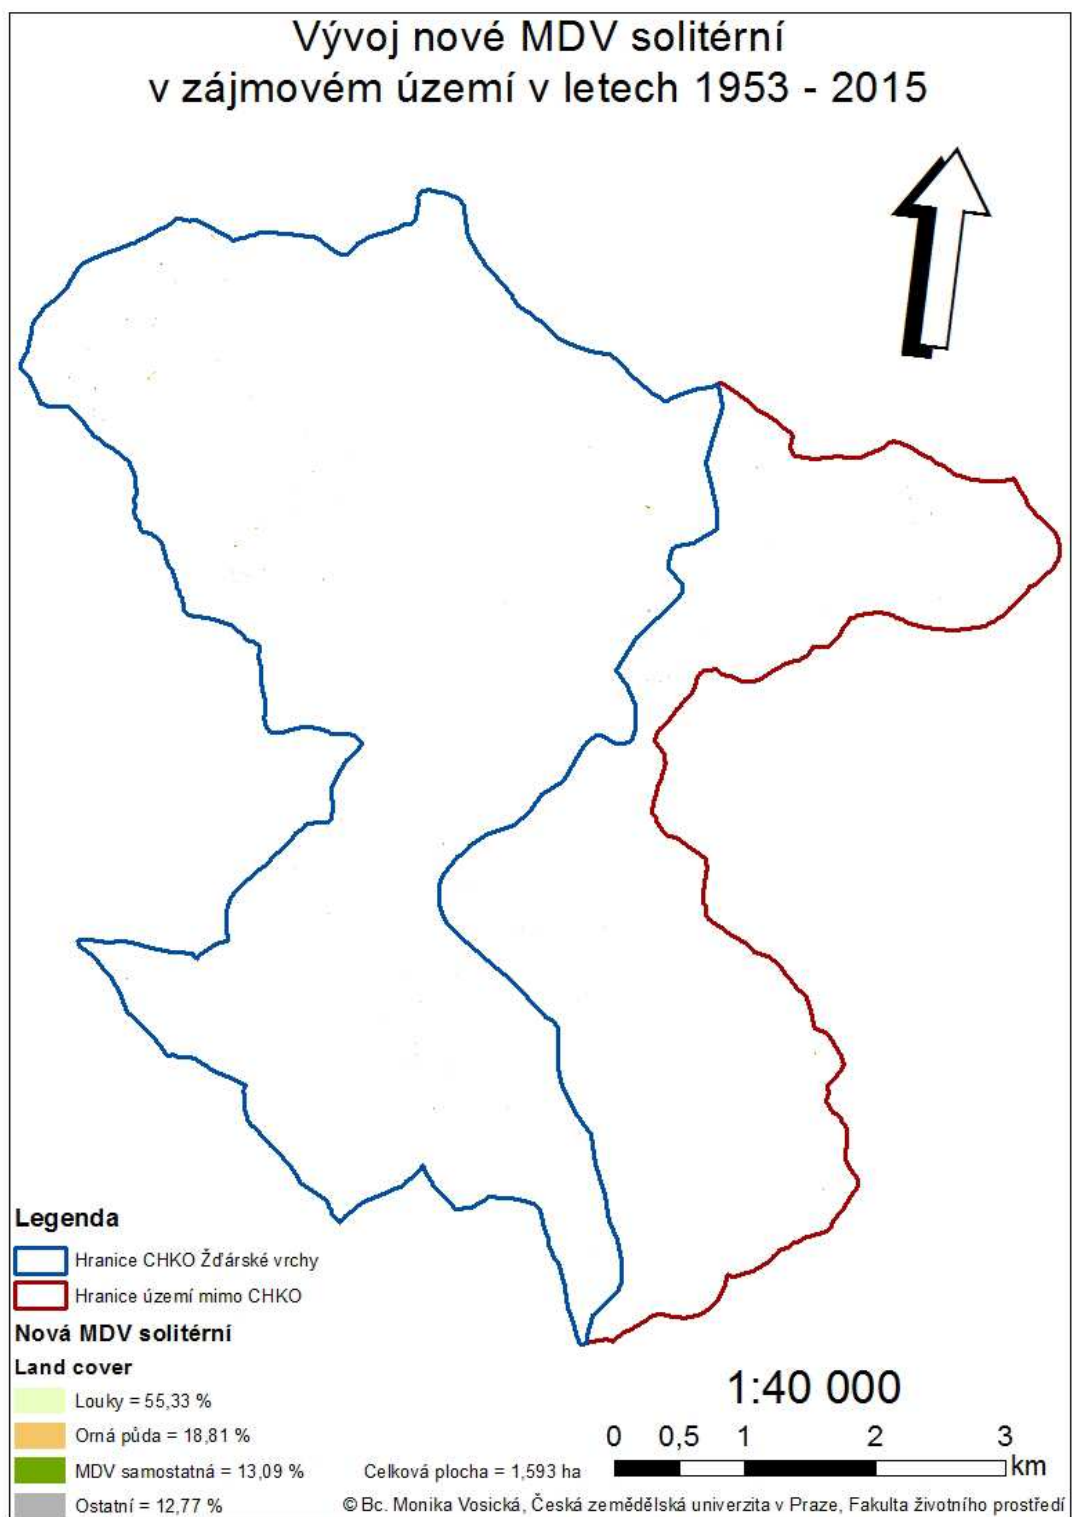 Vývoj nové MDV solitérní
v zájmovém území v letech 1953 - 2015
Legenda
Hranice CHKO Žďárské vrchy
Hranice území mimo CHKO
Nová MDV solitérní
Land cover
Louky = 55,33 %
Orná půda = 18,81 %
MDV samostatná = 13,09 %
Ostatní = 12,77 %
Celková plocha = 1,593 ha
1:40 000
0 0,5 1 2 3
km
© Bc. Monika Vosická, Česká zemědělská univerzita v Praze, Fakulta životního prostředí